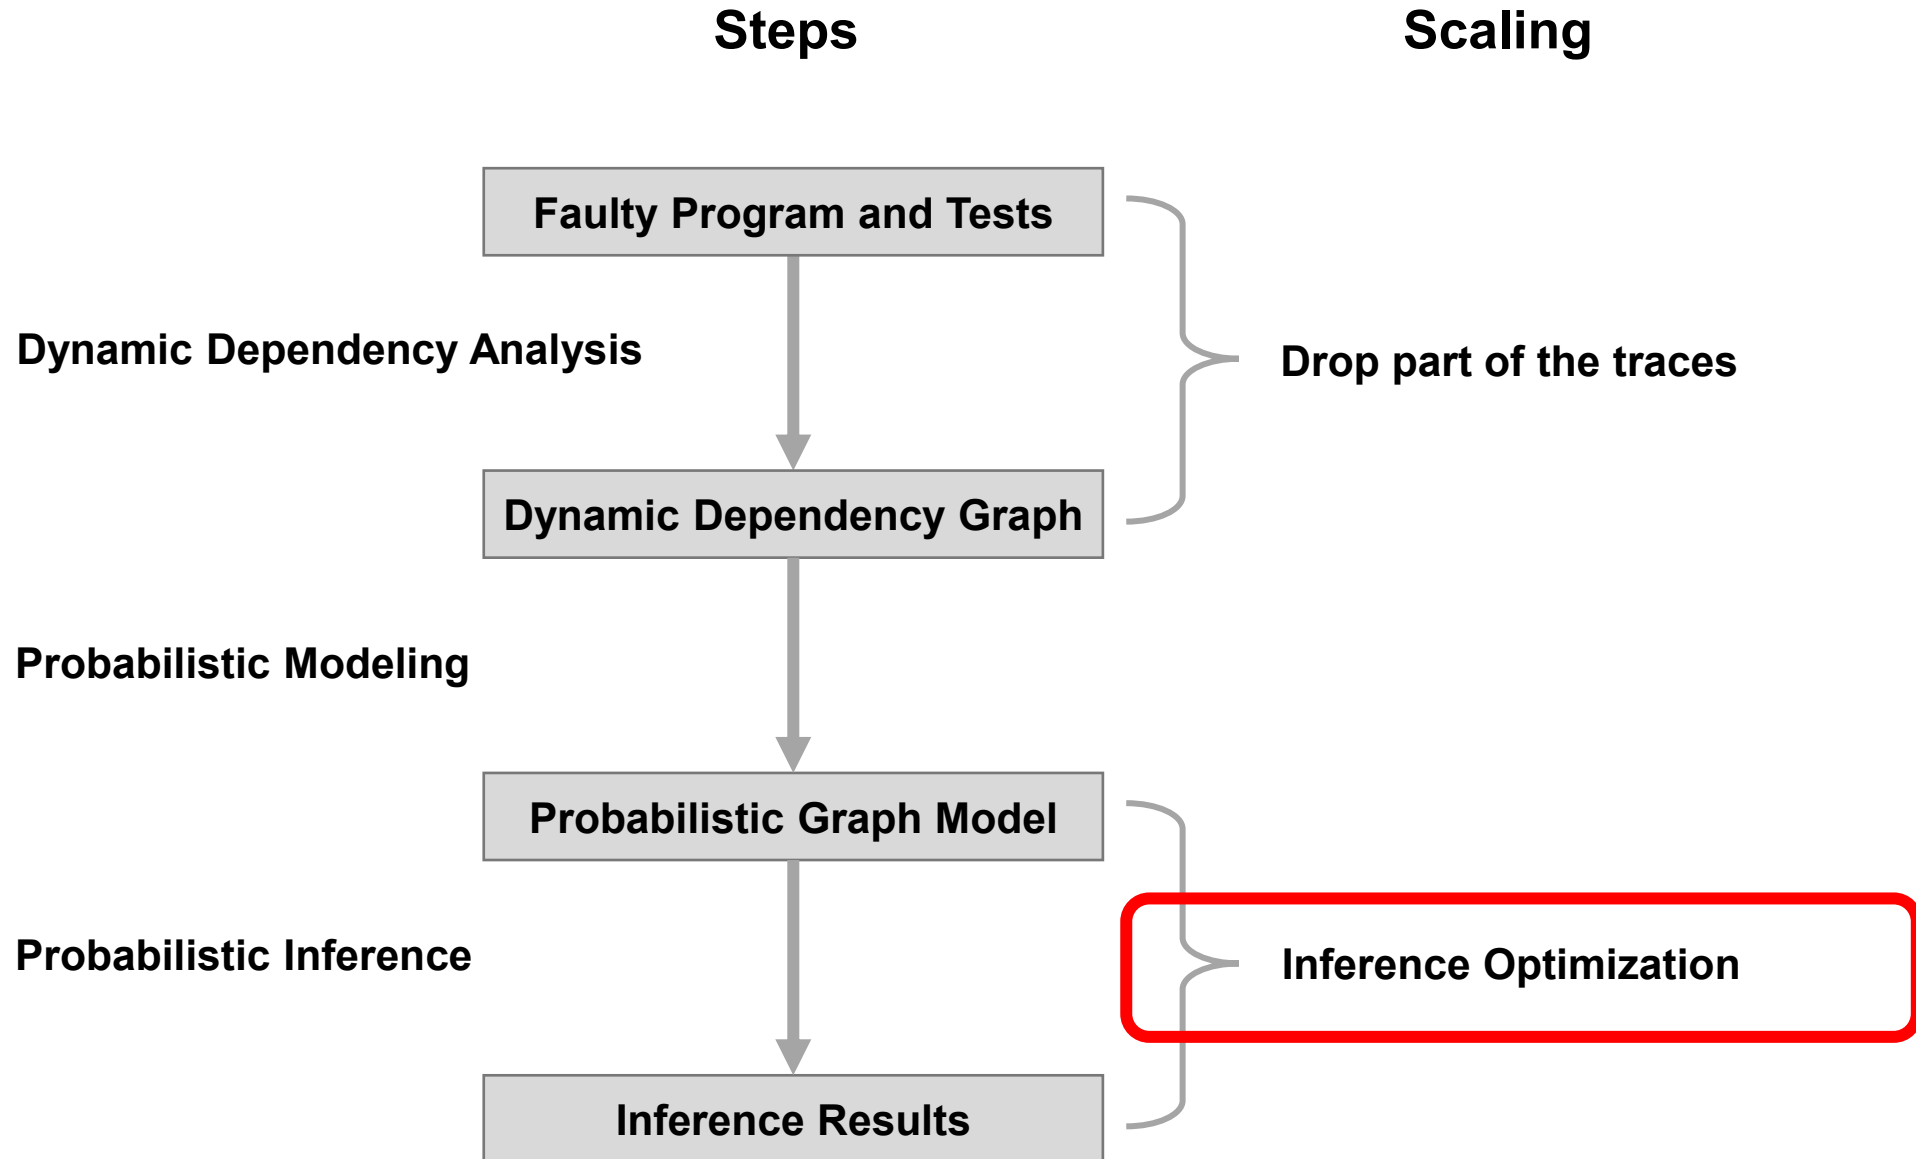 Steps
Scaling
Faulty Program and Tests
Dynamic Dependency Analysis
Drop part of the traces
Dynamic Dependency Graph
Probabilistic Modeling
Probabilistic Graph Model
Probabilistic Inference
Inference Optimization
Inference Results